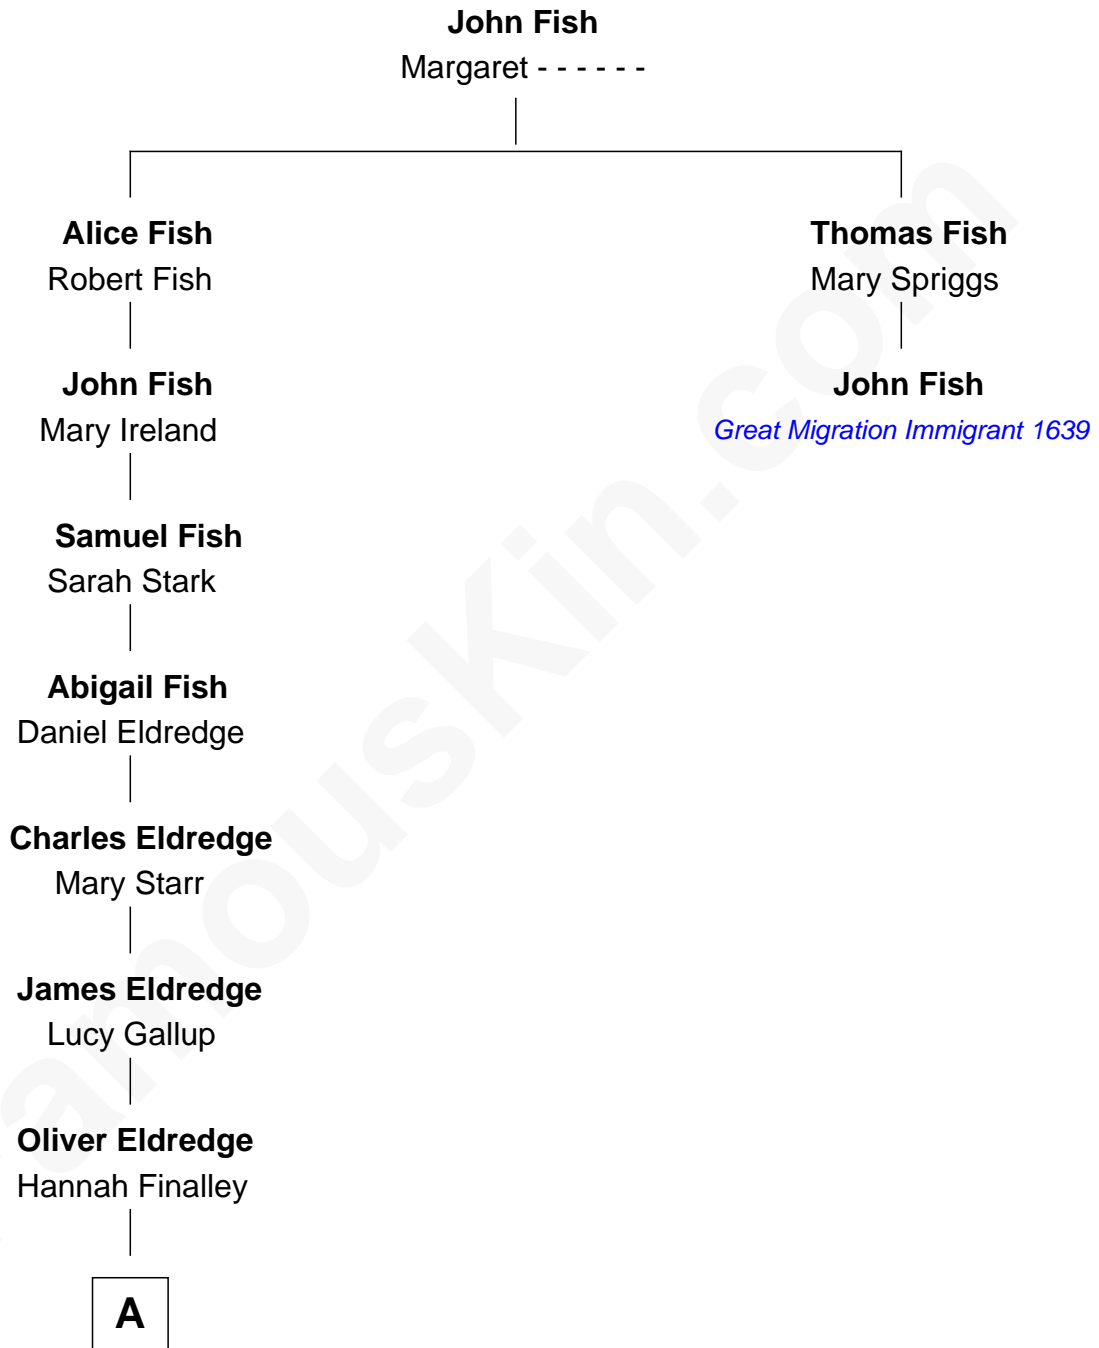 John Fish
Margaret - - - - - -
Alice Fish
Robert Fish
Thomas Fish
Mary Spriggs
John Fish
Mary Ireland
John Fish
Great Migration Immigrant 1639
Samuel Fish
Sarah Stark
Abigail Fish
Daniel Eldredge
Charles Eldredge
Mary Starr
James Eldredge
Lucy Gallup
Oliver Eldredge
Hannah Finalley
A
amouskin.com